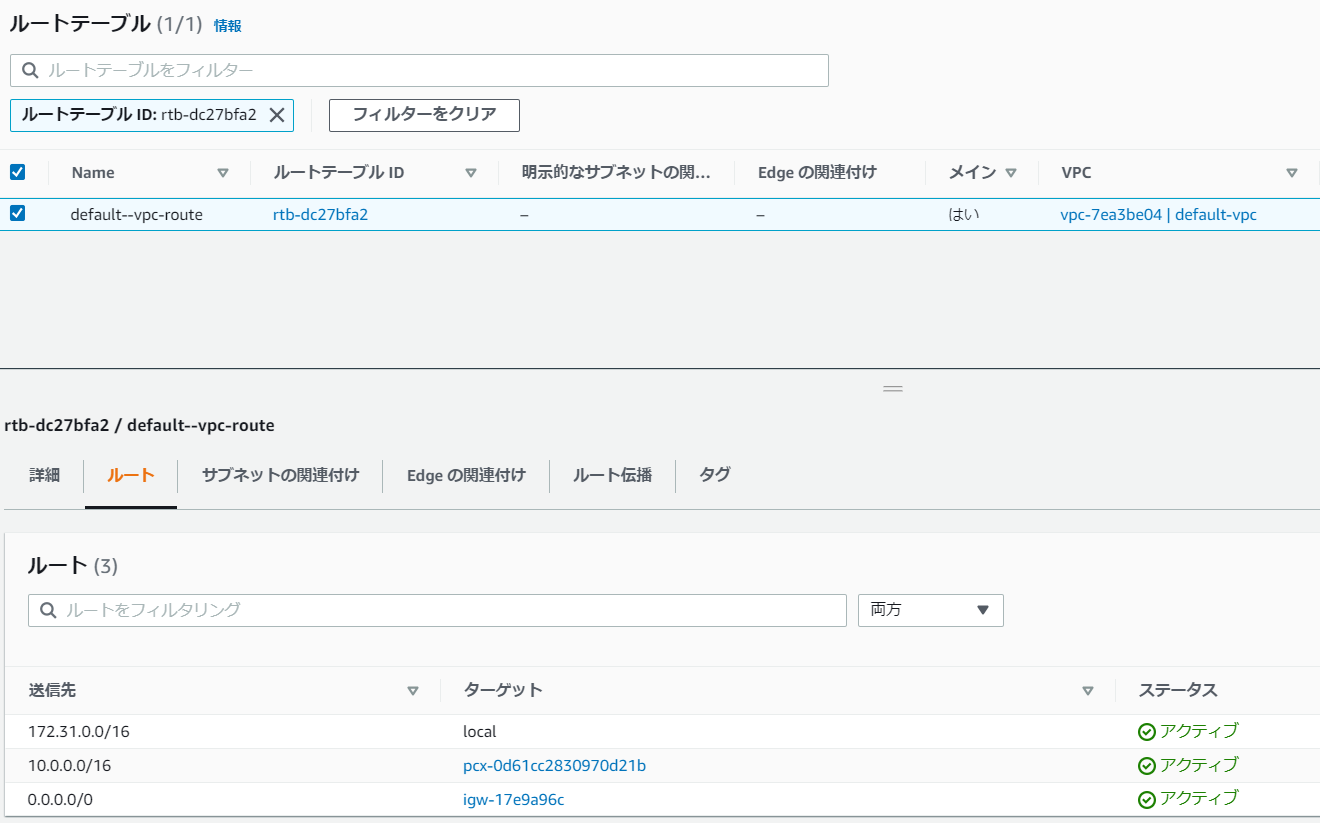 ルートテーブル (1/1) 情報
ルートテーブルをフィルター
ルートテーブル ID: rtb-dc27bfa2 フィルターをクリア
Name ルートテーブル ID 明示的なサブネットの関... Edge の関連付け メイン VPC
default--vpc-route rtb-dc27bfa2 – – はい vpc-7ea3be04 | default-vpc
rtb-dc27bfa2 / default--vpc-route
詳細 ルート サブネットの関連付け Edge の関連付け ルート伝播 タグ
ルート (3)
ルートをフィルタリング 両方
送信先 ターゲット ステータス
172.31.0.0/16 local アクティブ
10.0.0.0/16 pcx-0d61cc2830970d21b アクティブ
0.0.0.0/0 igw-17e9a96c アクティブ